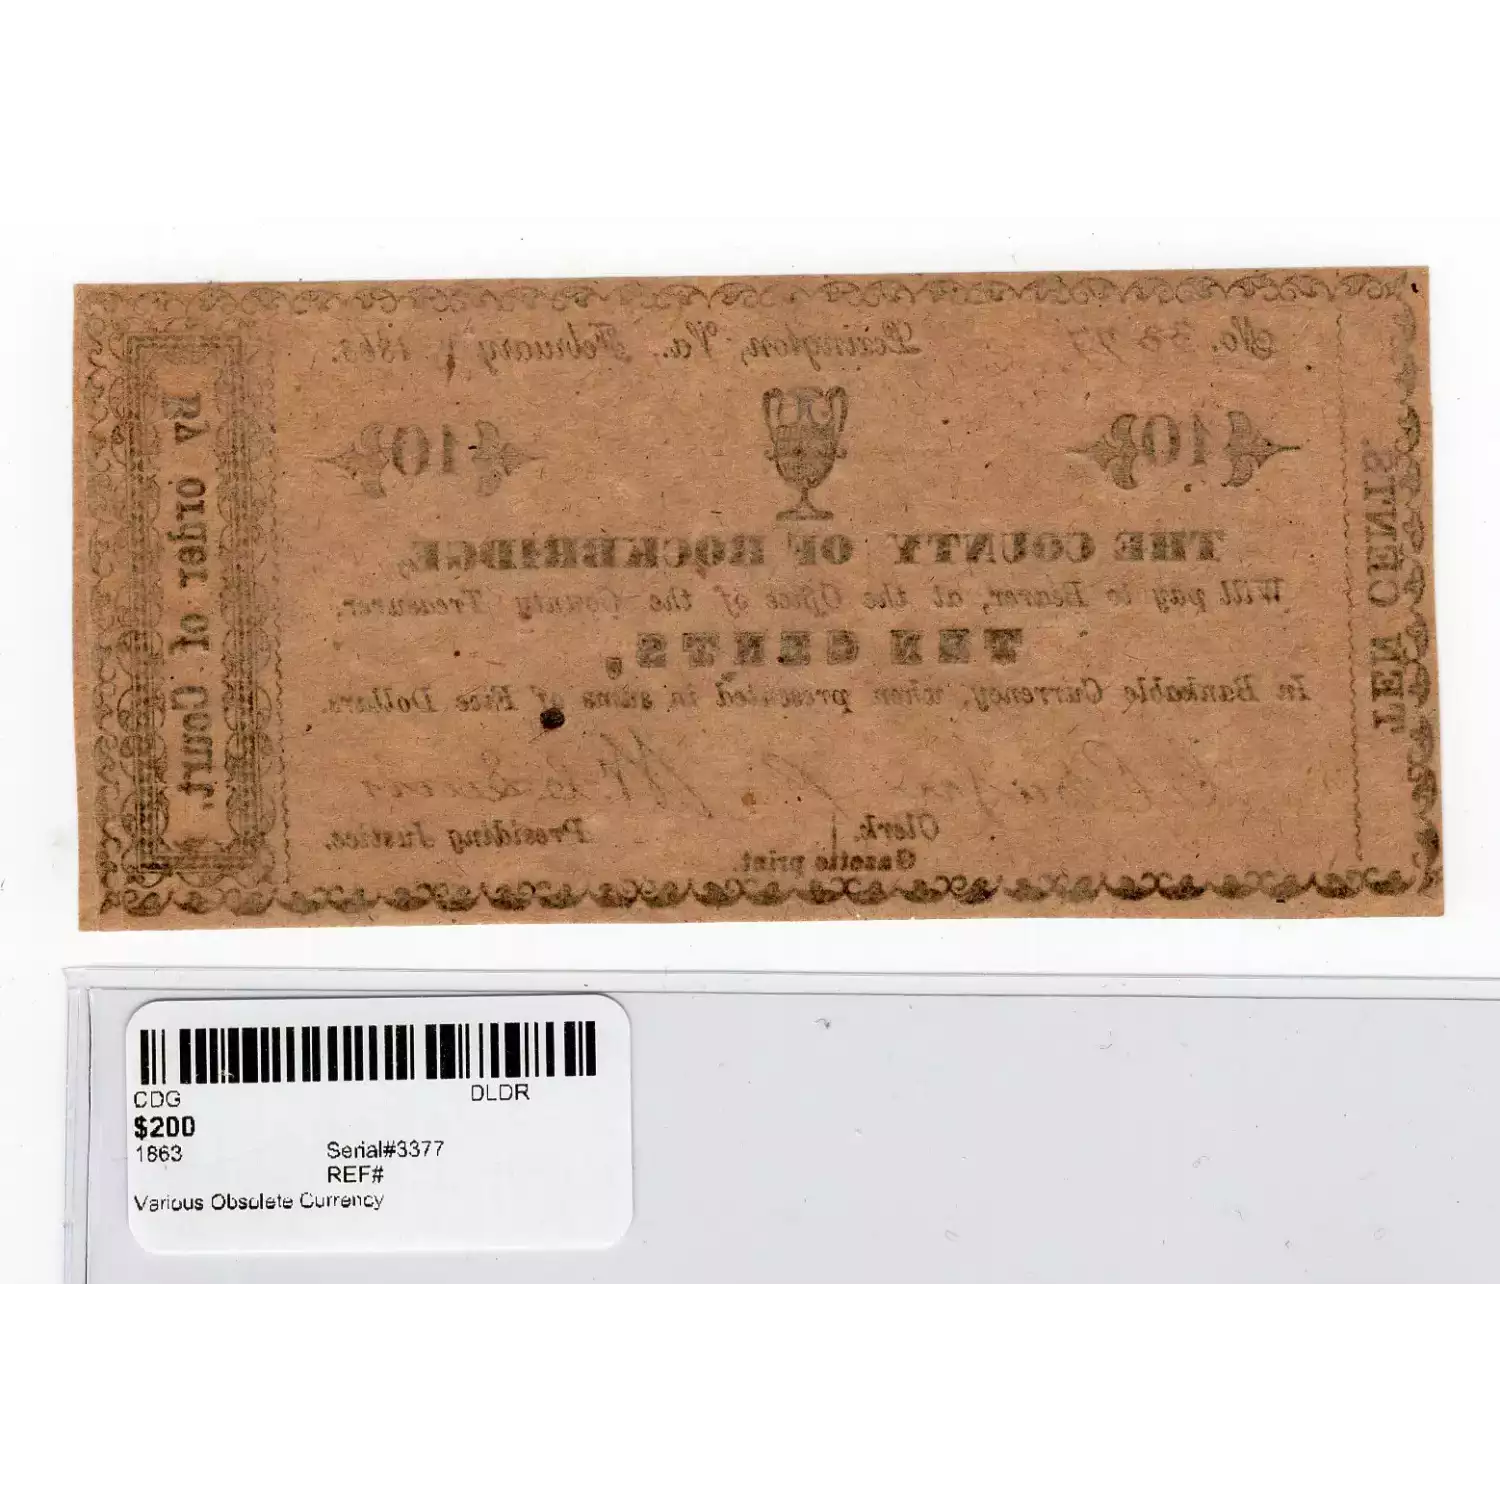 No. 3377 Lexington, Va., February 1863.
10 10
THE COUNTY OF ROCKBRIDGE,
Will pay to Bearer, at the Office of the County Treasurer,
TEN CENTS,
In Bankable Currency, when presented in sums of Five Dollars.
Clerk. Presiding Justice.
Gazette print.
TEN CENTS.
By order of Court.
CDG DLDR
$200
1863 Serial#3377
REF#
Various Obsolete Currency